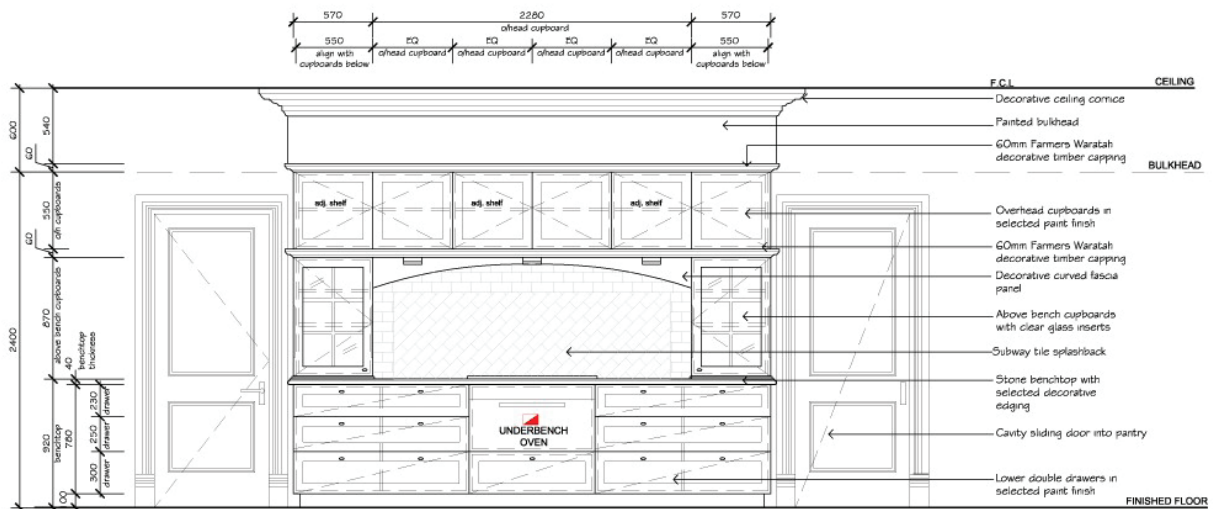 570
2280
570
o/head cupboard
550
EQ
EQ
EQ
EQ
550
align with
cupboards below
o/head cupboard
o/head cupboard
o/head cupboard
o/head cupboard
align with
cupboards below
F.C.L
CEILING
Decorative ceiling cornice
Painted bulkhead
60mm Farmers Waratah
decorative timber capping
BULKHEAD
Overhead cupboards in
selected paint finish
60mm Farmers Waratah
decorative timber capping
Decorative curved fascia
panel
Above bench cupboards
with clear glass inserts
Subway tile splashback
Stone benchtop with
selected decorative
edging
Cavity sliding door into pantry
Lower double drawers in
selected paint finish
FINISHED FLOOR
adj. shelf
adj. shelf
adj. shelf
UNDERBENCH
OVEN
600
540
60
2400
550
o/h cupboards
60
870
above bench cupboards
40
benchtop
thickness
920
benchtop
780
230
drawer
250
drawer
300
drawer
100